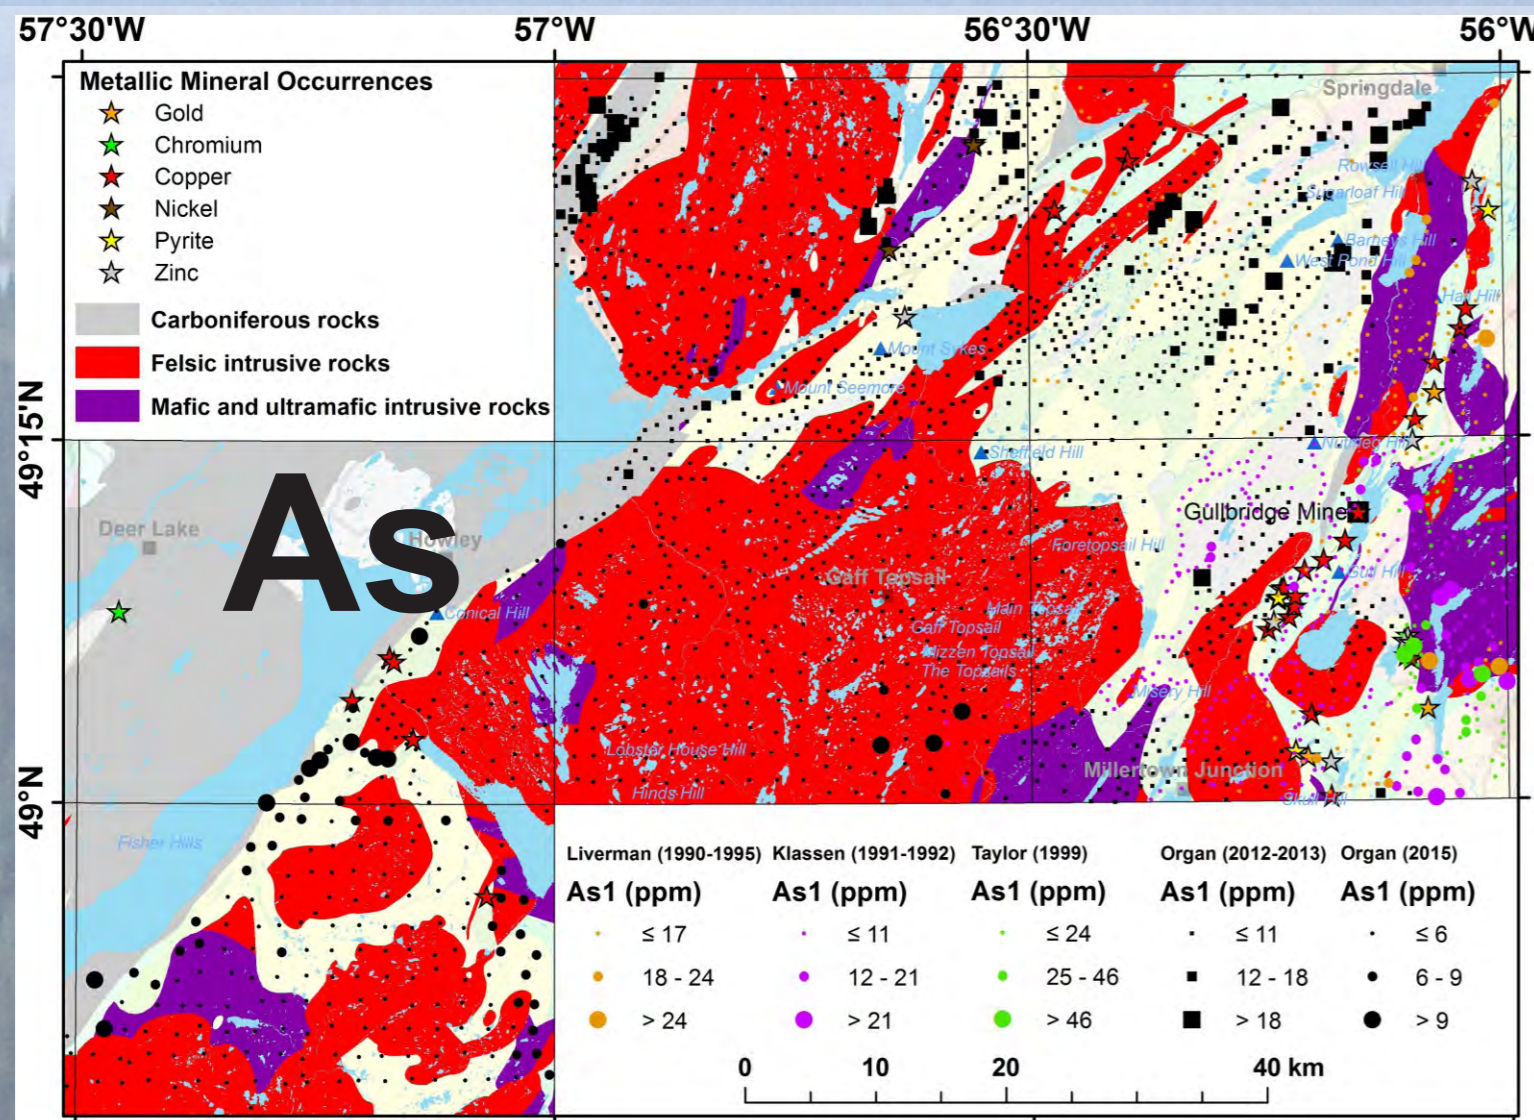 57°30'W 57°W 56°30'W 56°W
49°15'N
49°N
Metallic Mineral Occurrences
Gold
Chromium
Copper
Nickel
Pyrite
Zinc
Carboniferous rocks
Felsic intrusive rocks
Mafic and ultramafic intrusive rocks
As
Springdale
Rowsell Hill
Sugarloaf Hill
Barneys Hill
West Pond Hill
Hall Hill
Mount Sykes
Mount Seemore
Sheffield Hill
Nutmeg Hill
Deer Lake
Howley
Gullbridge Mine
Foretopsail Hill
Gull Hill
Gaff Topsail
Conical Hill
Main Topsail
Gaff Topsail
Mizzen Topsail
The Topsails
Misery Hill
Lobster House Hill
Millertown Junction
Hinds Hill
Skull Hill
Fisher Hills
Liverman (1990-1995) Klassen (1991-1992) Taylor (1999) Organ (2012-2013) Organ (2015)
As1 (ppm) As1 (ppm) As1 (ppm) As1 (ppm) As1 (ppm)
≤ 17 ≤ 11 ≤ 24 ≤ 11 ≤ 6
18 - 24 12 - 21 25 - 46 12 - 18 6 - 9
> 24 > 21 > 46 > 18 > 9
0 10 20 40 km